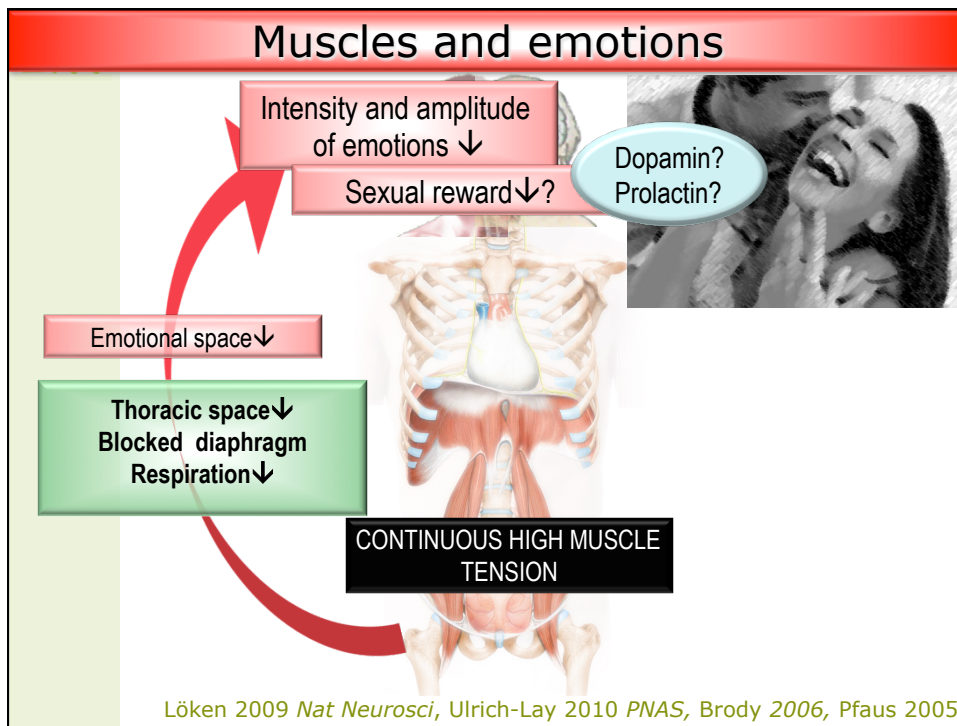 Muscles and emotions
Intensity and amplitude
of emotions ↓
Sexual reward↓?
Dopamin?
Prolactin?
Emotional space↓
Thoracic space↓
Blocked diaphragm
Respiration↓
CONTINUOUS HIGH MUSCLE
TENSION
Löken 2009 Nat Neurosci, Ulrich-Lay 2010 PNAS, Brody 2006, Pfaus 2005